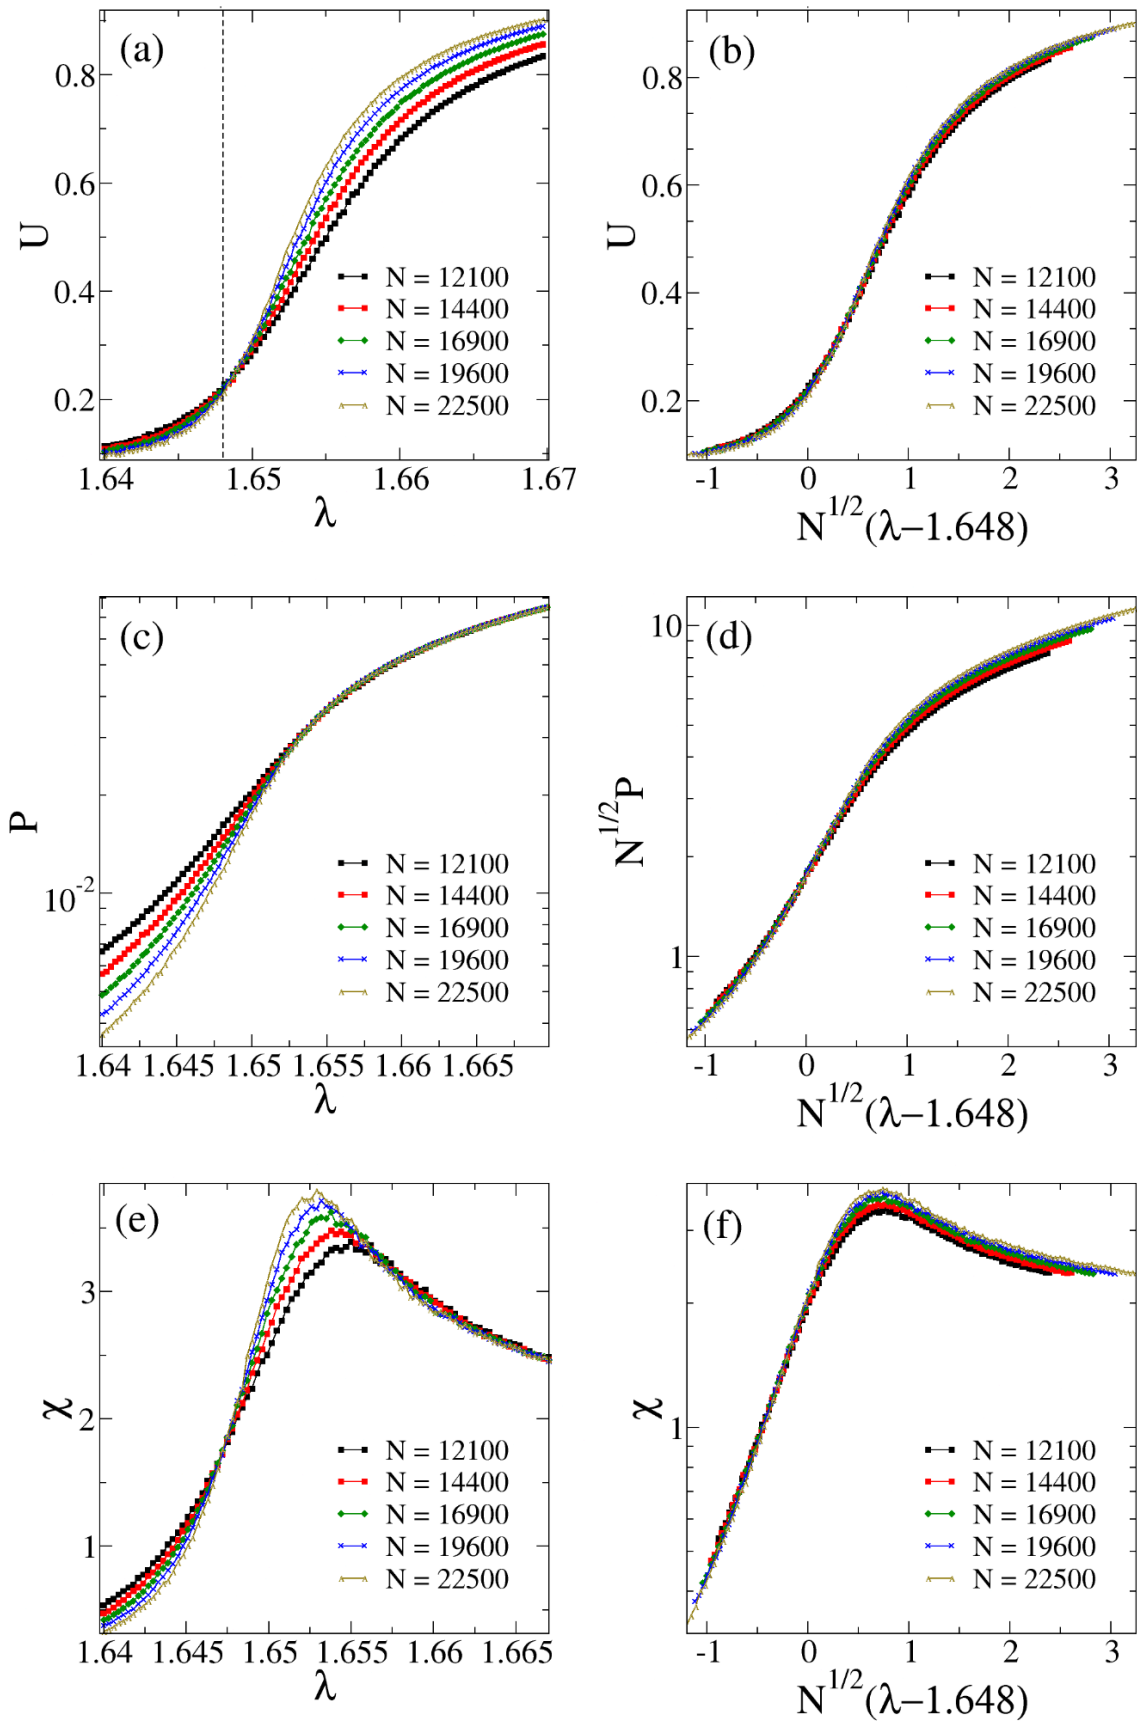 (a)
U
0.8
0.6
0.4
0.2
N = 12100
N = 14400
N = 16900
N = 19600
N = 22500
1.64 1.65 1.66 1.67
λ
(b)
U
0.8
0.6
0.4
0.2
N = 12100
N = 14400
N = 16900
N = 19600
N = 22500
-1 0 1 2 3
N^{1/2}(λ−1.648)
(c)
P
10^{-2}
N = 12100
N = 14400
N = 16900
N = 19600
N = 22500
1.64 1.645 1.65 1.655 1.66 1.665
λ
(d)
N^{1/2}P
10
1
N = 12100
N = 14400
N = 16900
N = 19600
N = 22500
-1 0 1 2 3
N^{1/2}(λ−1.648)
(e)
χ
3
2
1
N = 12100
N = 14400
N = 16900
N = 19600
N = 22500
1.64 1.645 1.65 1.655 1.66 1.665
λ
(f)
χ
1
N = 12100
N = 14400
N = 16900
N = 19600
N = 22500
-1 0 1 2 3
N^{1/2}(λ−1.648)